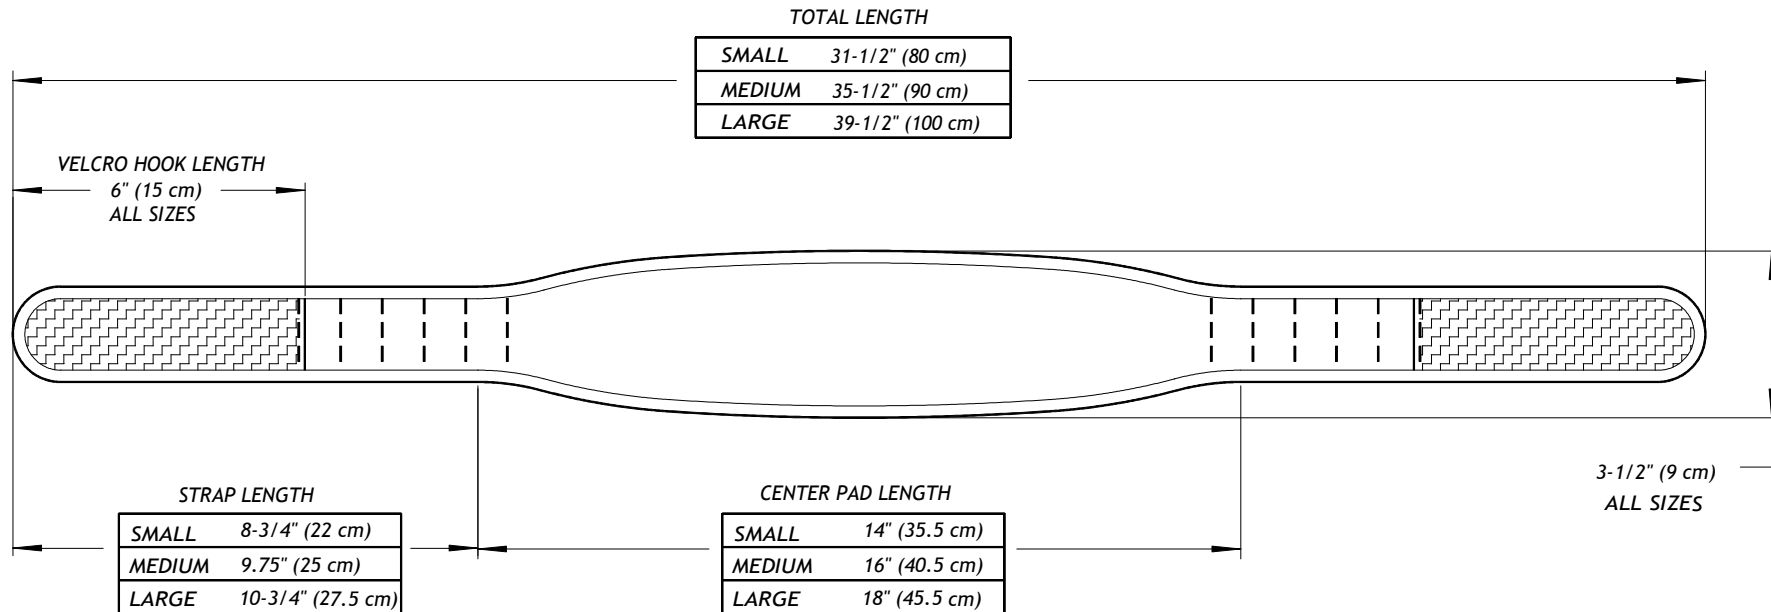 TOTAL LENGTH
SMALL 31-1/2" (80 cm)
MEDIUM 35-1/2" (90 cm)
LARGE 39-1/2" (100 cm)
VELCRO HOOK LENGTH
6" (15 cm)
ALL SIZES
3-1/2" (9 cm)
ALL SIZES
STRAP LENGTH
SMALL 8-3/4" (22 cm)
MEDIUM 9.75" (25 cm)
LARGE 10-3/4" (27.5 cm)
CENTER PAD LENGTH
SMALL 14" (35.5 cm)
MEDIUM 16" (40.5 cm)
LARGE 18" (45.5 cm)